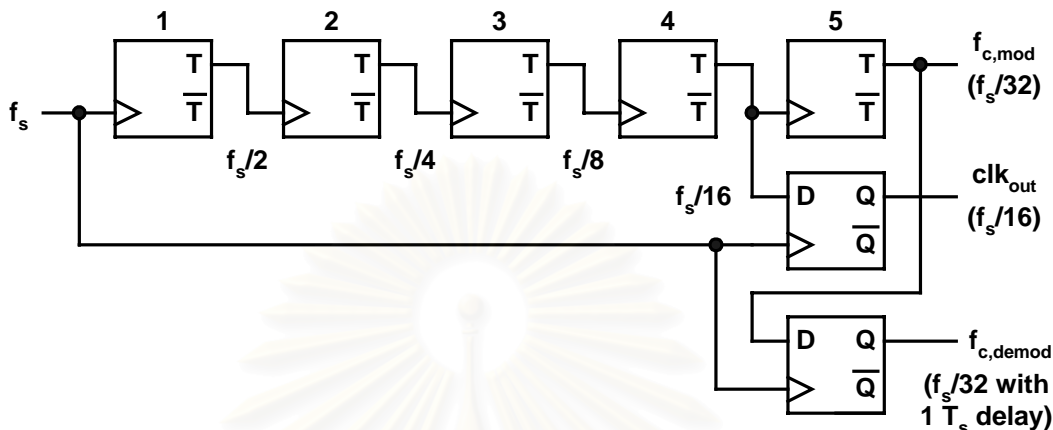 1 2 3 4 5
T T T T T
T̅ T̅ T̅ T̅ T̅
f_s
f_s/2 f_s/4 f_s/8
f_s/16
f_c,mod
(f_s/32)
D Q
Q̅
clk_out
(f_s/16)
D Q
Q̅
f_c,demod
(f_s/32 with
1 T_s delay)